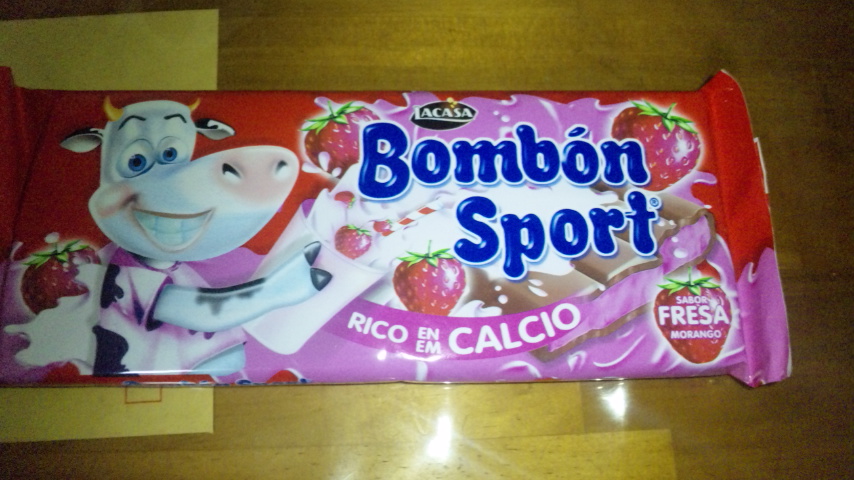 LACASA
Bombón
Sport®
RICO EN EM CALCIO
SABOR
FRESA
MORANGO